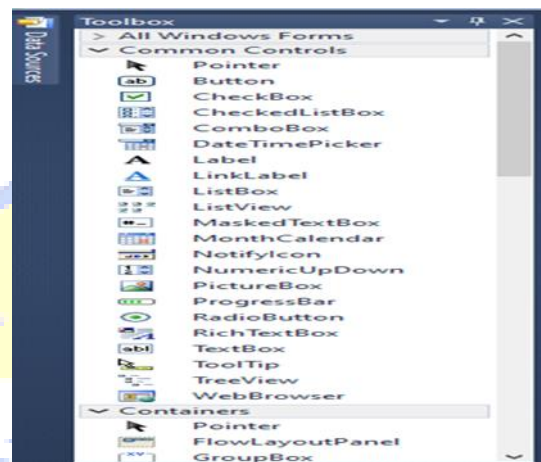 Toolbox
Data Sources
All Windows Forms
Common Controls
Pointer
Button
CheckBox
CheckedListBox
ComboBox
DateTimePicker
Label
LinkLabel
ListBox
ListView
MaskedTextBox
MonthCalendar
NotifyIcon
NumericUpDown
PictureBox
ProgressBar
RadioButton
RichTextBox
TextBox
ToolTip
TreeView
WebBrowser
Containers
Pointer
FlowLayoutPanel
GroupBox